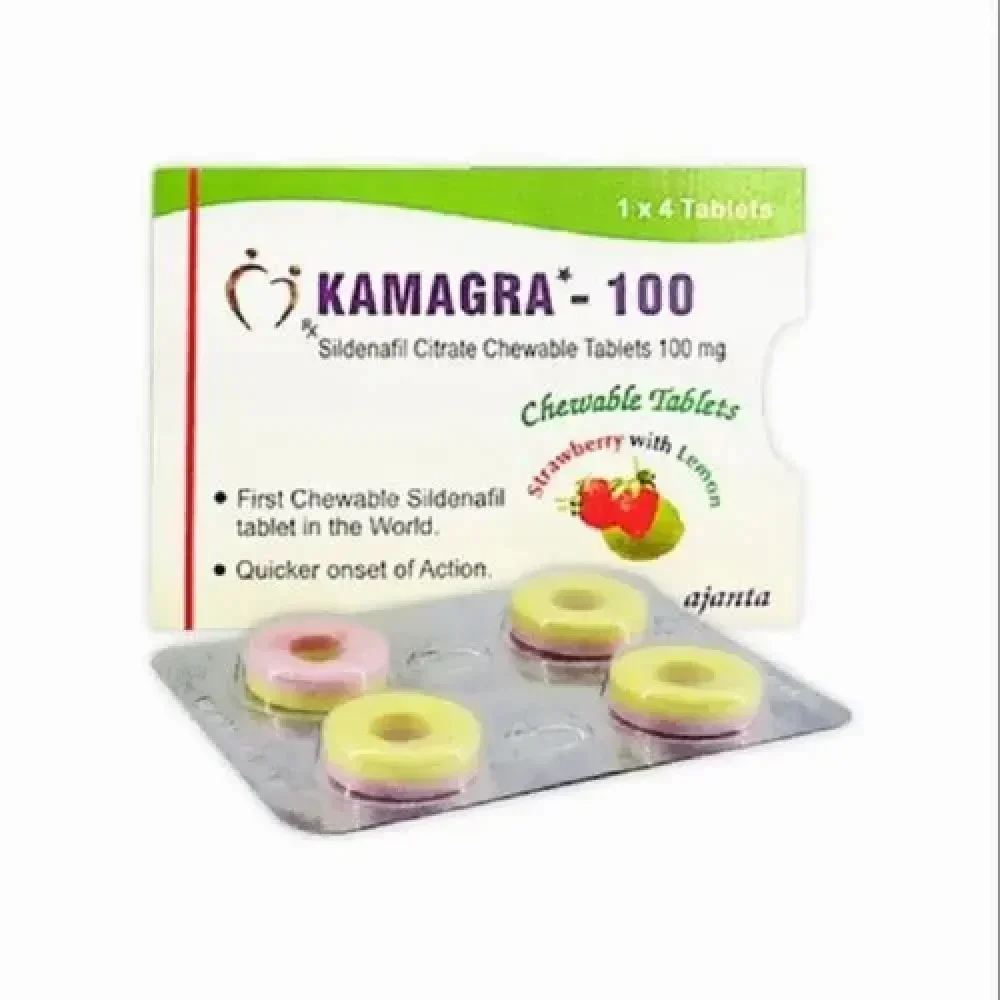 1 x 4 Tablets
KAMAGRA*- 100
Rx
Sildenafil Citrate Chewable Tablets 100 mg
Chewable Tablets
Strawberry with Lemon
• First Chewable Sildenafil
tablet in the World.
• Quicker onset of Action.
ajanta